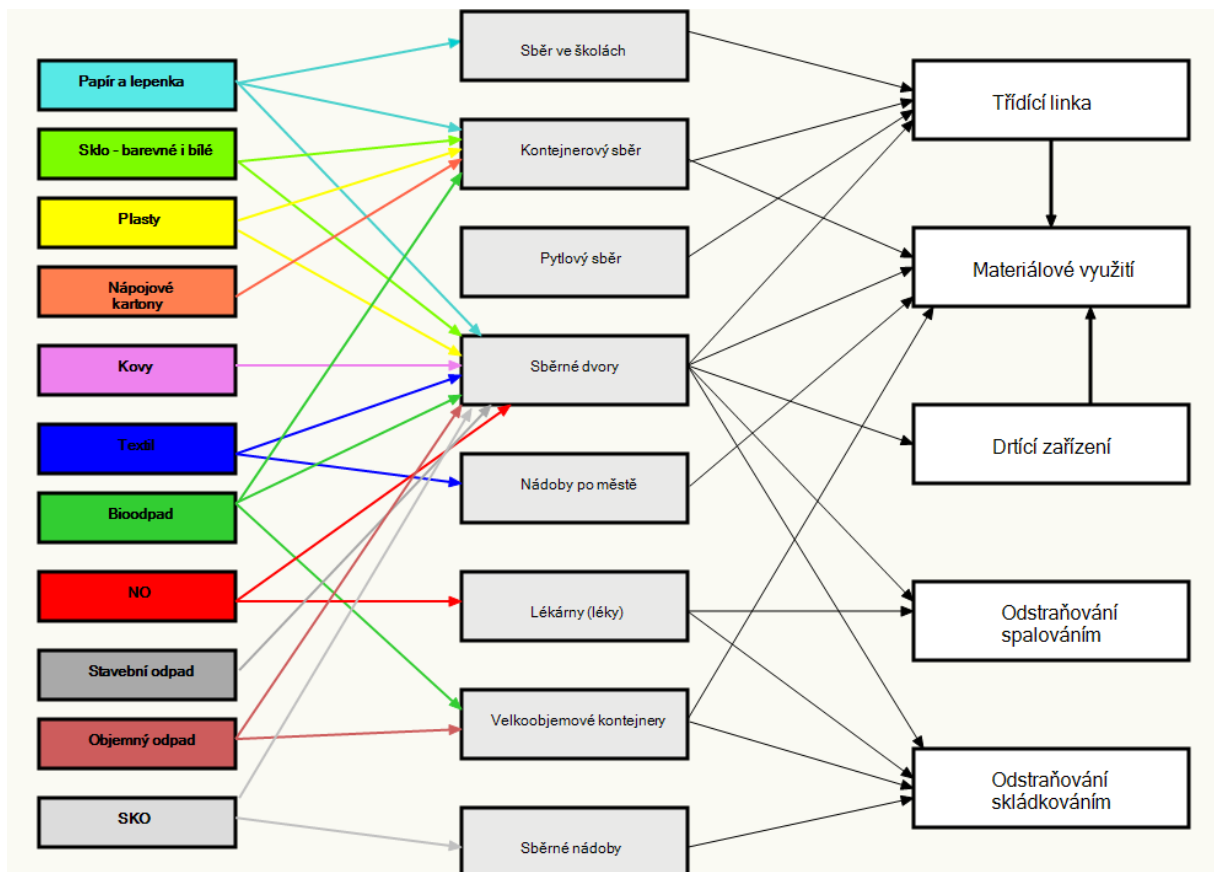 Papír a lepenka
Sklo - barevné i bílé
Plasty
Nápojové
kartony
Kovy
Textil
Bioodpad
NO
Stavební odpad
Objemný odpad
SKO
Sběr ve školách
Kontejnerový sběr
Pytlový sběr
Sběrné dvory
Nádoby po městě
Lékárny (léky)
Velkoobjemové kontejnery
Sběrné nádoby
Třídící linka
Materiálové využití
Drtící zařízení
Odstraňování
spalováním
Odstraňování
skládkováním